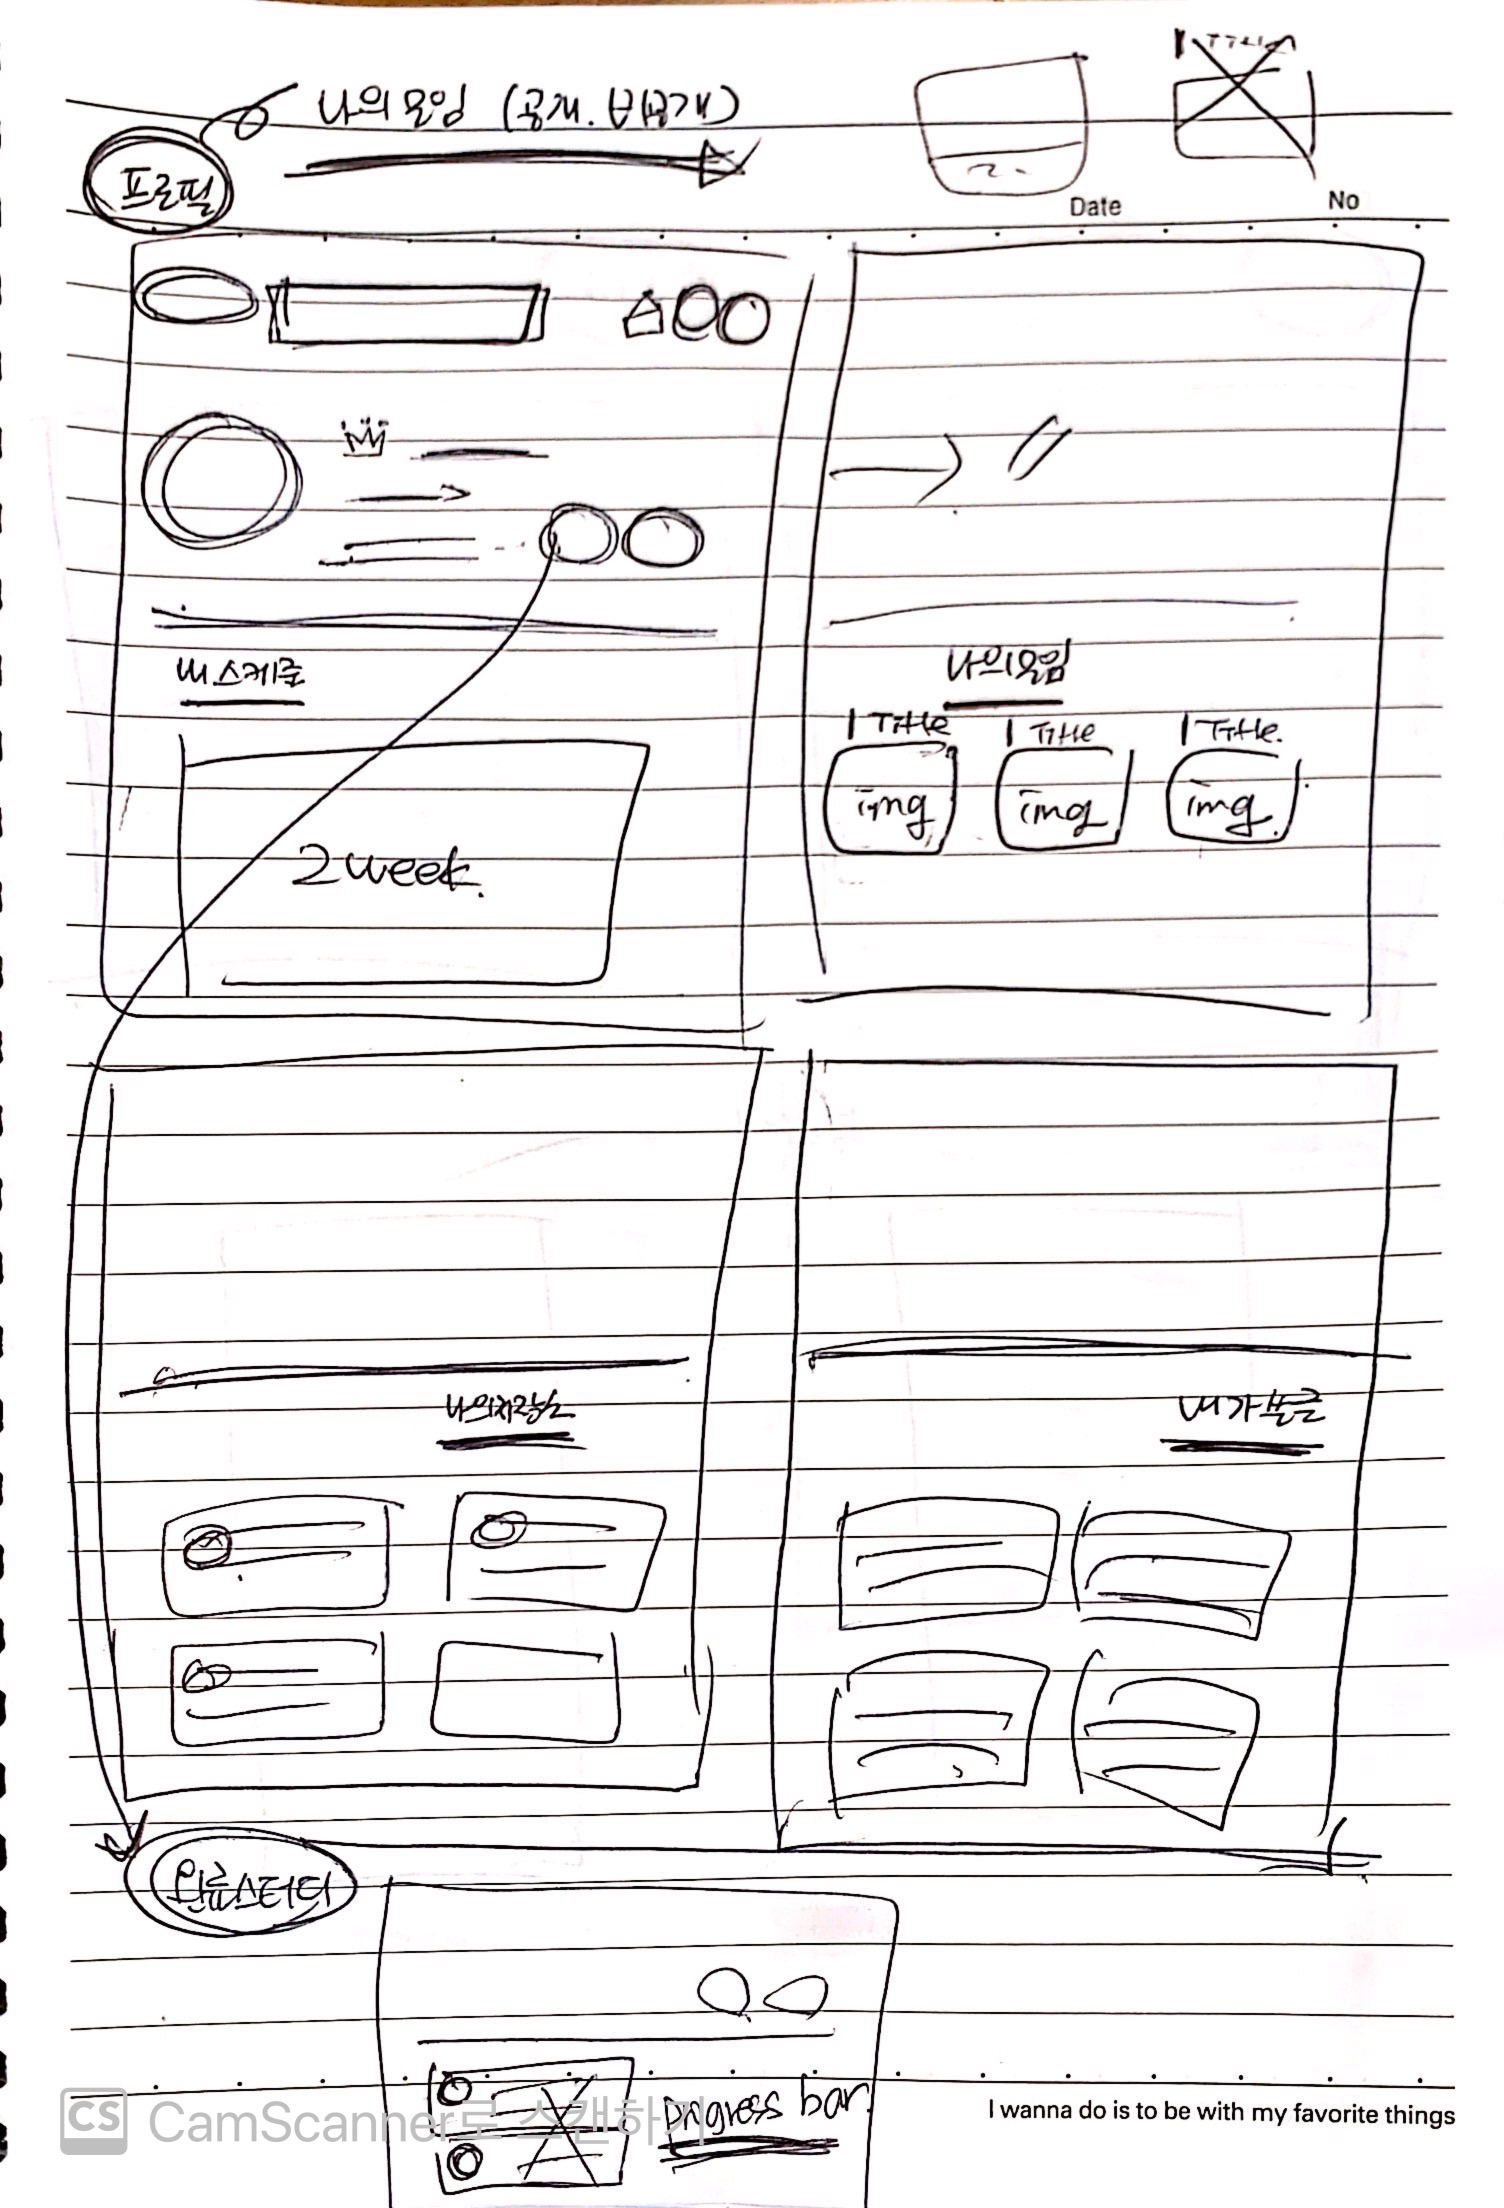 나의모임 (공개.비공개)
프로필
Date
No
내스케줄
2week.
나의모임
Title
Title
Title.
img
img
img.
나의저장소
내가 쓴글
완료스터디
progress bar.
I wanna do is to be with my favorite things
CS CamScanner로 스캔하기